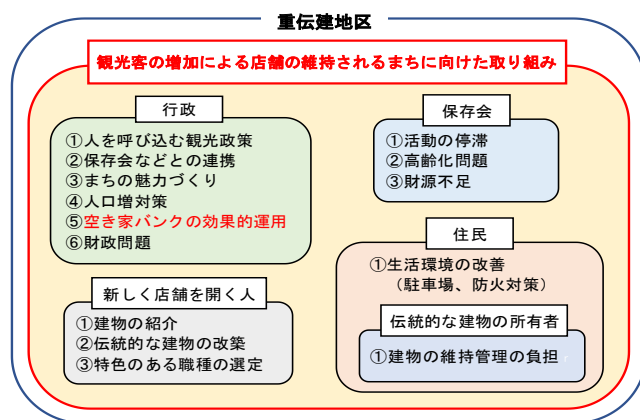 重伝建地区
観光客の増加による店舗の維持されるまちに向けた取り組み
行政
①人を呼び込む観光政策
②保存会などとの連携
③まちの魅力づくり
④人口増対策
⑤空き家バンクの効果的運用
⑥財政問題
保存会
①活動の停滞
②高齢化問題
③財源不足
住民
①生活環境の改善
（駐車場、防火対策）
伝統的な建物の所有者
①建物の維持管理の負担
新しく店舗を開く人
①建物の紹介
②伝統的な建物の改築
③特色のある職種の選定